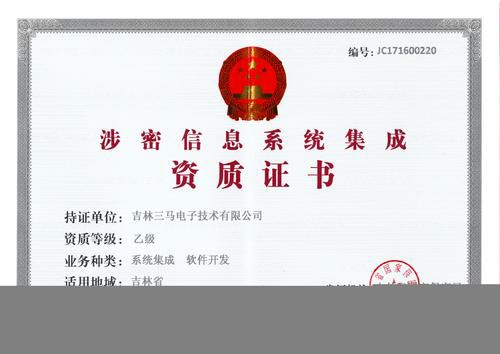 编号: JC171600220
涉密信息系统集成
资质证书
持证单位: 吉林三马电子技术有限公司
资质等级: 乙级
业务种类: 系统集成 软件开发
适用地域: 吉林省